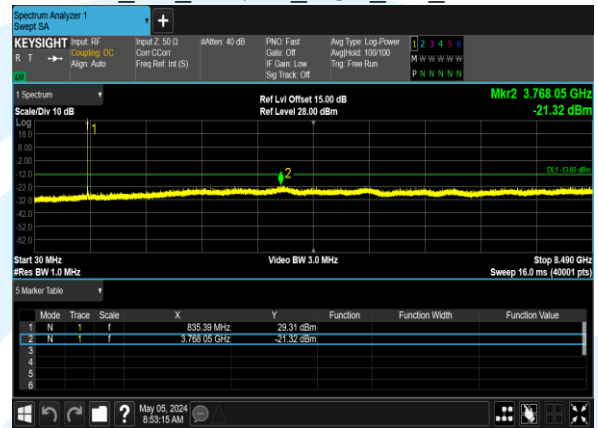 Spectrum Analyzer 1
Swept SA
+
KEYSIGHT Input: RF Input Z: 50 Ω #Atten: 40 dB PNO: Fast Avg Type: Log-Power 1 2 3 4 5 6
R T Coupling: DC Corr CCorr Gate: Off Avg|Hold: 100/100 M W W W W W
Align: Auto Freq Ref: Int (S) IF Gain: Low Trig: Free Run
LV Sig Track: Off P N N N N N
1 Spectrum Mkr2 3.768 05 GHz
Ref Lvl Offset 15.00 dB
Scale/Div 10 dB Ref Level 28.00 dBm -21.32 dBm
Log
1
18.0
8.00
-2.00
-12.0 2 DL1 -13.00 dBm
-22.0
-32.0
-42.0
-52.0
-62.0
Start 30 MHz Video BW 3.0 MHz Stop 8.490 GHz
#Res BW 1.0 MHz Sweep 16.0 ms (40001 pts)
5 Marker Table
Mode Trace Scale X Y Function Function Width Function Value
1 N 1 f 835.39 MHz 29.31 dBm
2 N 1 f 3.768 05 GHz -21.32 dBm
3
4
5
6
? May 05, 2024
8:53:15 AM